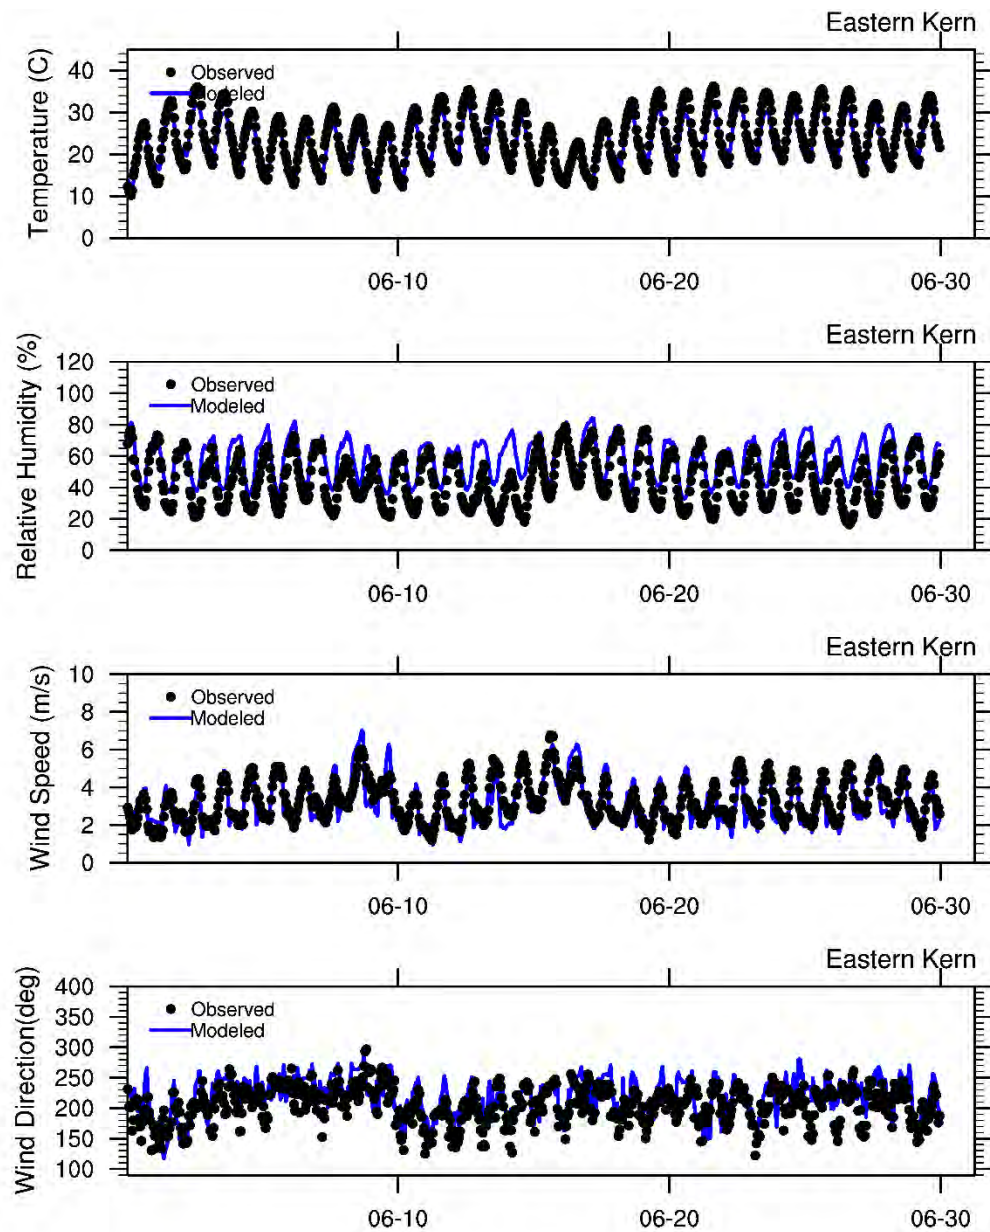 Eastern Kern
Temperature (C)
40
30
20
10
0
Observed
Modeled
06-10
06-20
06-30
Eastern Kern
Relative Humidity (%)
120
100
80
60
40
20
0
Observed
Modeled
06-10
06-20
06-30
Eastern Kern
Wind Speed (m/s)
10
8
6
4
2
0
Observed
Modeled
06-10
06-20
06-30
Eastern Kern
Wind Direction(deg)
400
350
300
250
200
150
100
Observed
Modeled
06-10
06-20
06-30